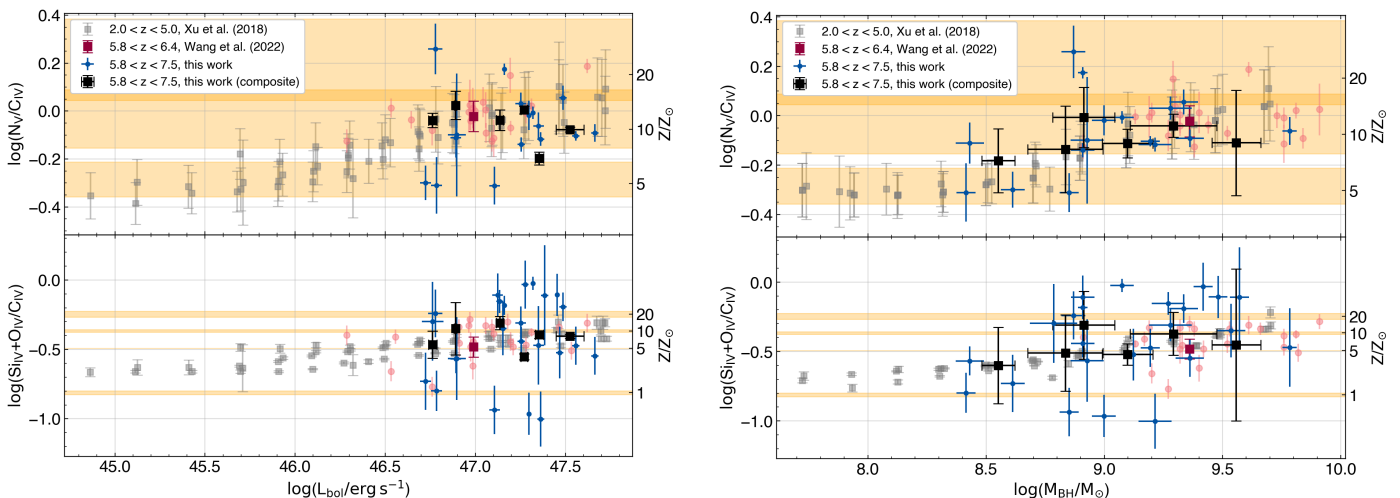 0.4
0.2
0.0
−0.2
−0.4
log(NV/CIV)
2.0 < z < 5.0, Xu et al. (2018)
5.8 < z < 6.4, Wang et al. (2022)
5.8 < z < 7.5, this work
5.8 < z < 7.5, this work (composite)
20
10
5
Z/Z⊙
0.0
−0.5
−1.0
log(SiIV+OIV/CIV)
20
10
5
1
Z/Z⊙
45.0 45.5 46.0 46.5 47.0 47.5
log(Lbol/erg s−1)
0.4
0.2
0.0
−0.2
−0.4
log(NV/CIV)
2.0 < z < 5.0, Xu et al. (2018)
5.8 < z < 6.4, Wang et al. (2022)
5.8 < z < 7.5, this work
5.8 < z < 7.5, this work (composite)
20
10
5
Z/Z⊙
0.0
−0.5
−1.0
log(SiIV+OIV/CIV)
20
10
5
1
Z/Z⊙
8.0 8.5 9.0 9.5 10.0
log(MBH/M⊙)